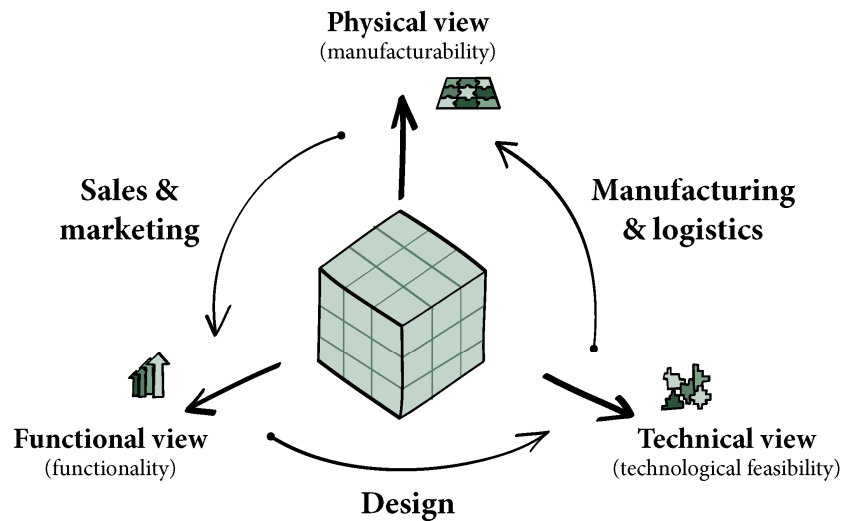 Physical view
(manufacturability)
Sales &
marketing
Manufacturing
& logistics
Functional view
(functionality)
Technical view
(technological feasibility)
Design